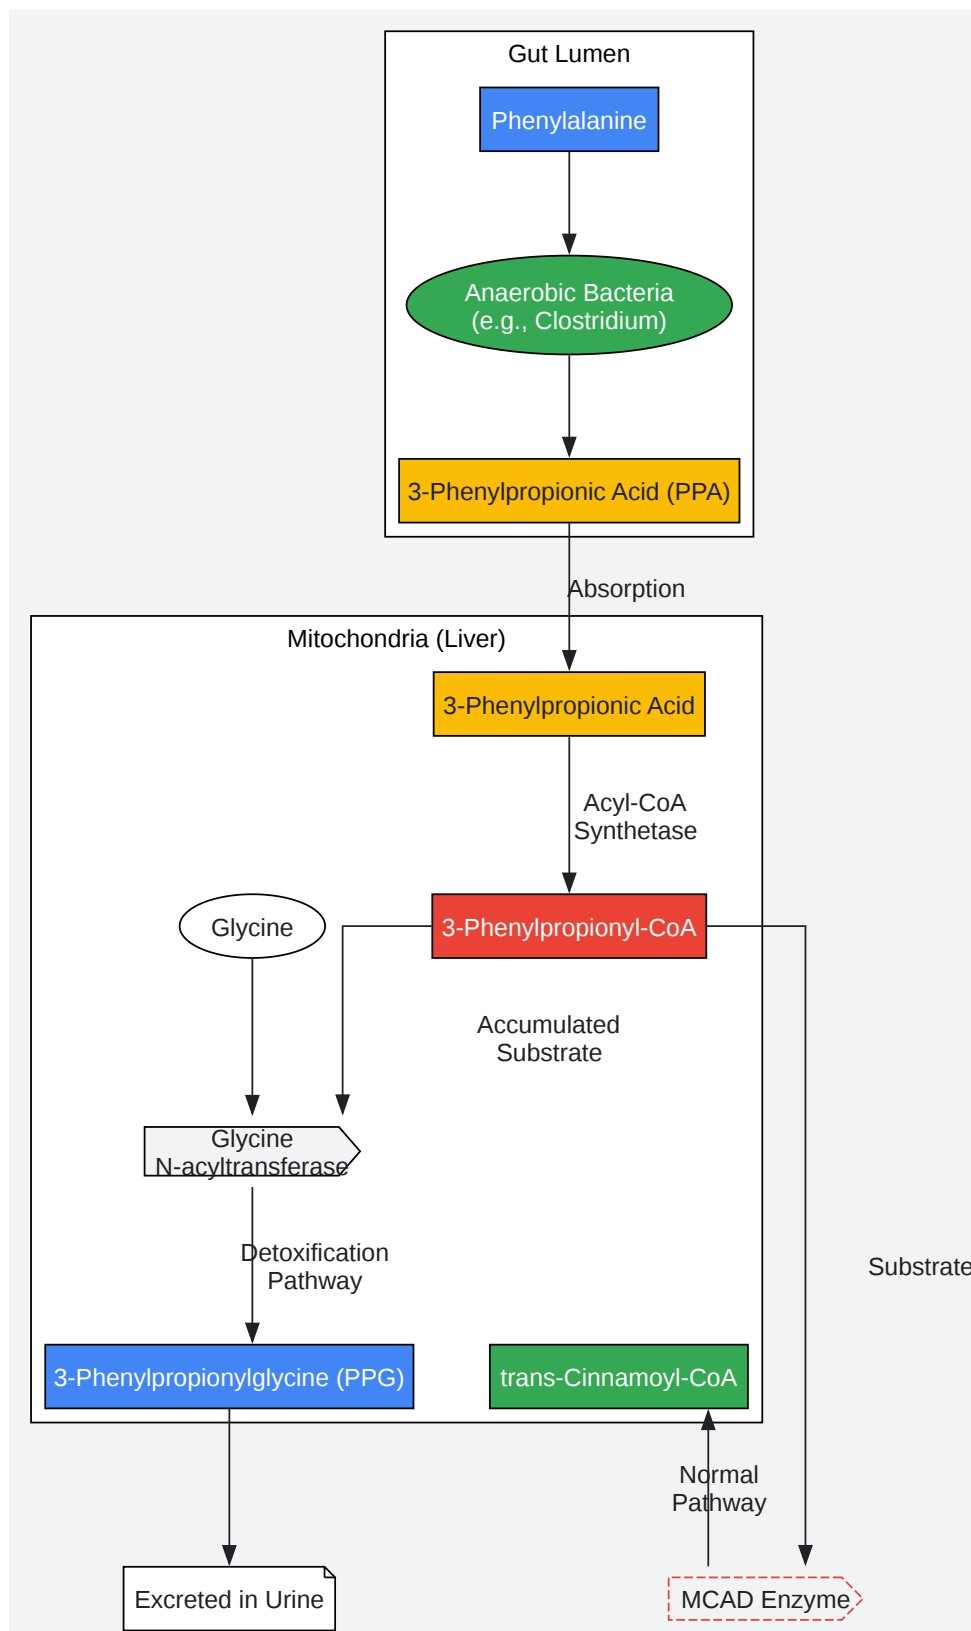 Gut Lumen
Phenylalanine
Anaerobic Bacteria
(e.g., Clostridium)
3-Phenylpropionic Acid (PPA)
Absorption
Mitochondria (Liver)
3-Phenylpropionic Acid
Acyl-CoA
Synthetase
Glycine
3-Phenylpropionyl-CoA
Accumulated
Substrate
Glycine
N-acyltransferase
Detoxification
Pathway
Substrate
3-Phenylpropionylglycine (PPG)
trans-Cinnamoyl-CoA
Normal
Pathway
Excreted in Urine
MCAD Enzyme